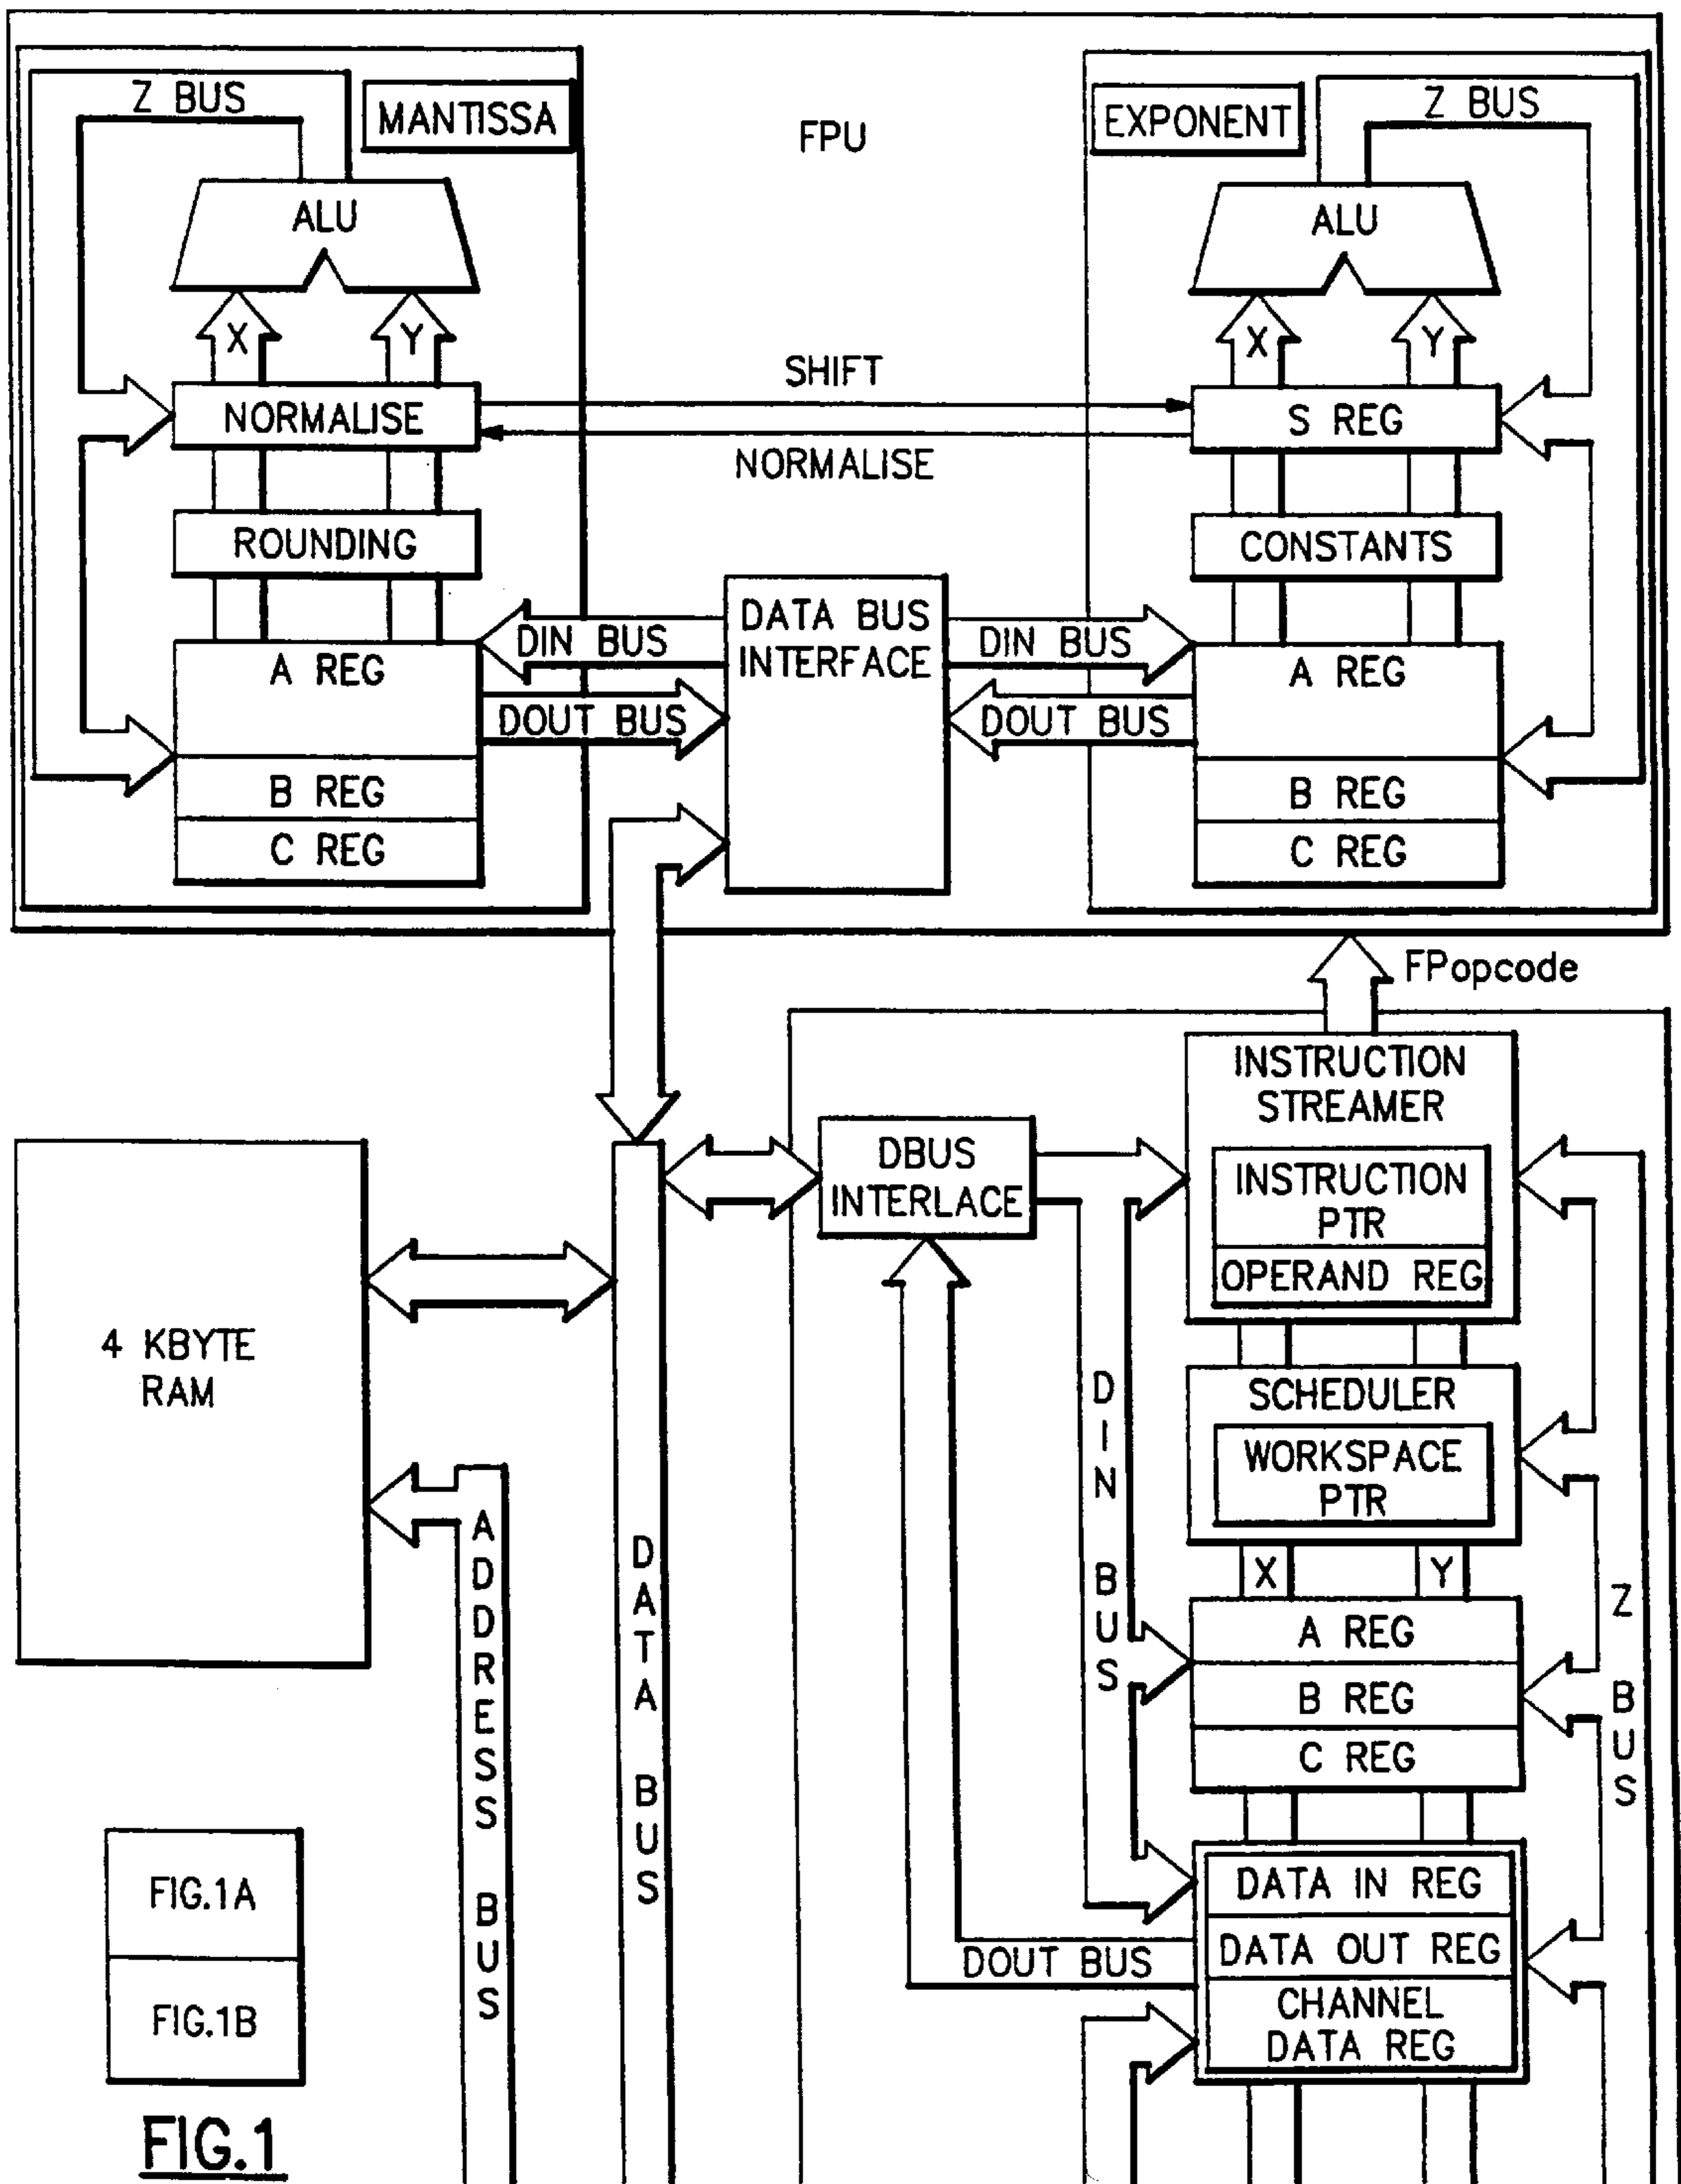 Z BUS
MANTISSA
FPU
EXPONENT
Z BUS
ALU
ALU
X
Y
X
Y
SHIFT
NORMALISE
S REG
NORMALISE
ROUNDING
CONSTANTS
DATA BUS
INTERFACE
DIN BUS
DIN BUS
A REG
A REG
DOUT BUS
DOUT BUS
B REG
B REG
C REG
C REG
FPopcode
INSTRUCTION
STREAMER
DBUS
INTERLACE
INSTRUCTION
PTR
OPERAND REG
4 KBYTE
RAM
SCHEDULER
WORKSPACE
PTR
DIN BUS
ADDRESS BUS
DATA BUS
X
Y
Z BUS
A REG
B REG
C REG
DATA IN REG
DATA OUT REG
CHANNEL
DATA REG
DOUT BUS
FIG.1A
FIG.1B
FIG.1